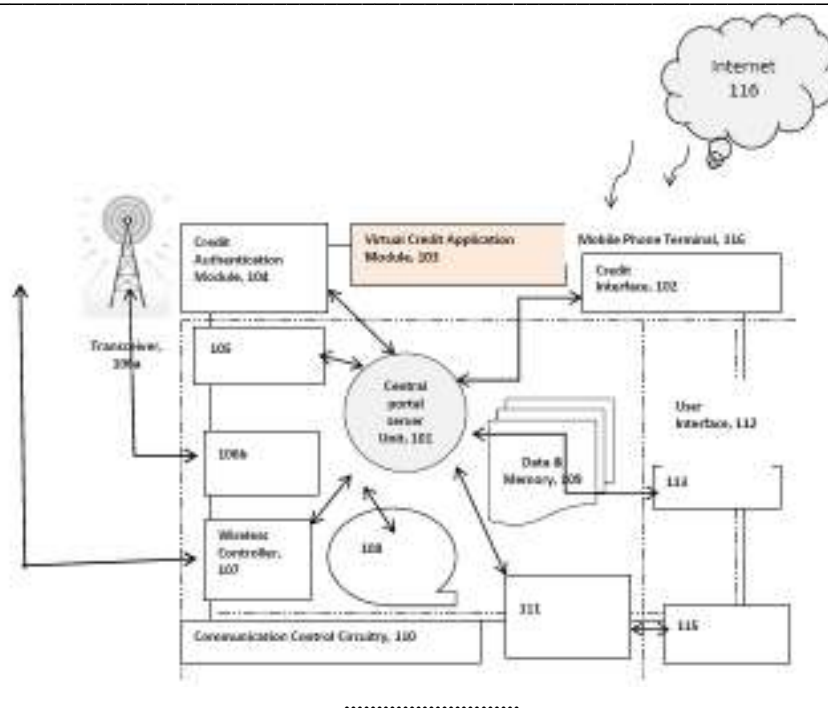 Internet
116
Credit
Authentication
Module, 104
Virtual Credit Application
Module, 103
Mobile Phone Terminal, 116
Credit
Interface, 102
Transceiver,
106a
105
Central
portal
server
Unit, 101
User
Interface, 112
106b
Data &
Memory, 109
113
Wireless
Controller,
107
108
111
115
Communication Control Circuitry, 110